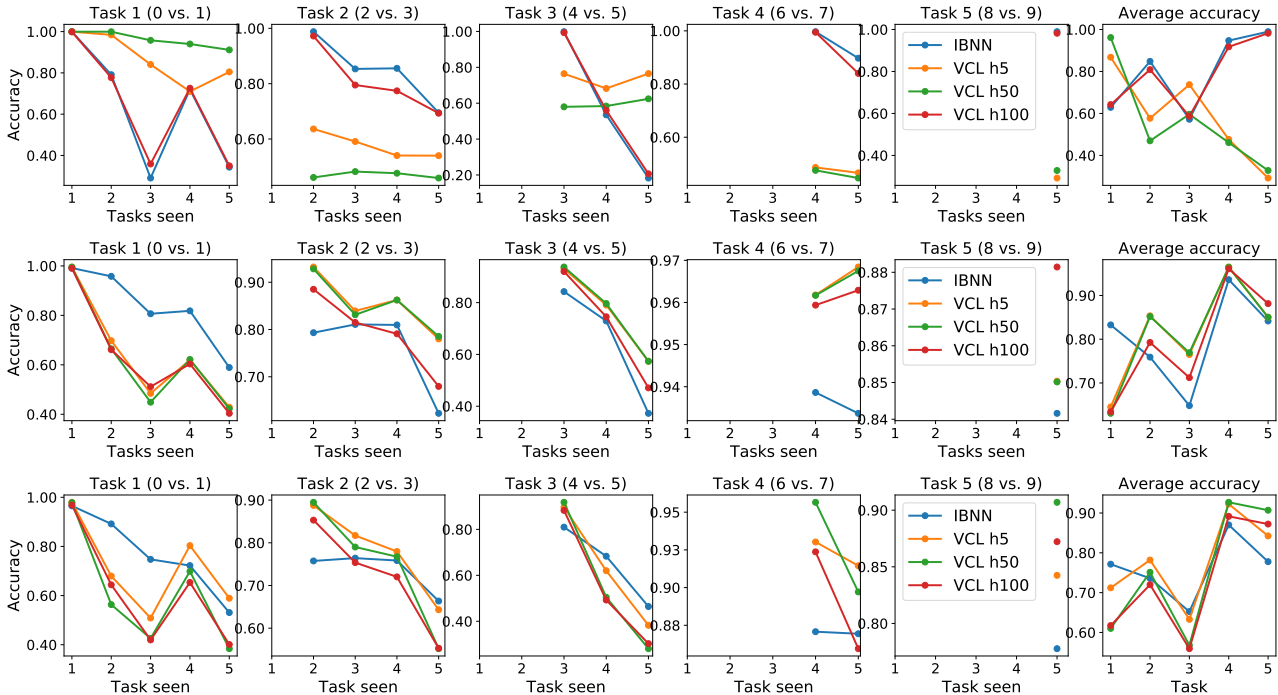 Task 1 (0 vs. 1) Task 2 (2 vs. 3) Task 3 (4 vs. 5) Task 4 (6 vs. 7) Task 5 (8 vs. 9) Average accuracy
Accuracy
1.00 0.80 0.60 0.40
1.00 0.80 0.60
1.00 0.80 0.60 0.40 0.20
1.00 0.80 0.60
1.00 0.80 0.60 0.40
1.00 0.80 0.60 0.40
IBNN
VCL h5
VCL h50
VCL h100
1 2 3 4 5 1 2 3 4 5 1 2 3 4 5 1 2 3 4 5 1 2 3 4 5 1 2 3 4 5
Tasks seen Tasks seen Tasks seen Tasks seen Tasks seen Task
Task 1 (0 vs. 1) Task 2 (2 vs. 3) Task 3 (4 vs. 5) Task 4 (6 vs. 7) Task 5 (8 vs. 9) Average accuracy
Accuracy
1.00 0.80 0.60 0.40
0.90 0.80 0.70
0.80 0.60 0.40
0.97 0.96 0.95 0.94
0.88 0.87 0.86 0.85 0.84
0.90 0.80 0.70
IBNN
VCL h5
VCL h50
VCL h100
1 2 3 4 5 1 2 3 4 5 1 2 3 4 5 1 2 3 4 5 1 2 3 4 5 1 2 3 4 5
Tasks seen Tasks seen Tasks seen Tasks seen Tasks seen Task
Task 1 (0 vs. 1) Task 2 (2 vs. 3) Task 3 (4 vs. 5) Task 4 (6 vs. 7) Task 5 (8 vs. 9) Average accuracy
Accuracy
1.00 0.80 0.60 0.40
0.90 0.80 0.70 0.60
0.80 0.60 0.40
0.95 0.93 0.90 0.88
0.90 0.85 0.80
0.90 0.80 0.70 0.60
IBNN
VCL h5
VCL h50
VCL h100
1 2 3 4 5 1 2 3 4 5 1 2 3 4 5 1 2 3 4 5 1 2 3 4 5 1 2 3 4 5
Tasks seen Tasks seen Tasks seen Tasks seen Tasks seen Task